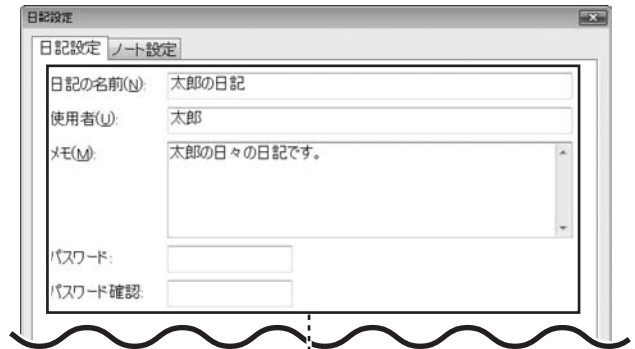 日記設定
日記設定 ノート設定
日記の名前(N): 太郎の日記
使用者(U): 太郎
メモ(M): 太郎の日々の日記です。
パスワード:
パスワード確認: